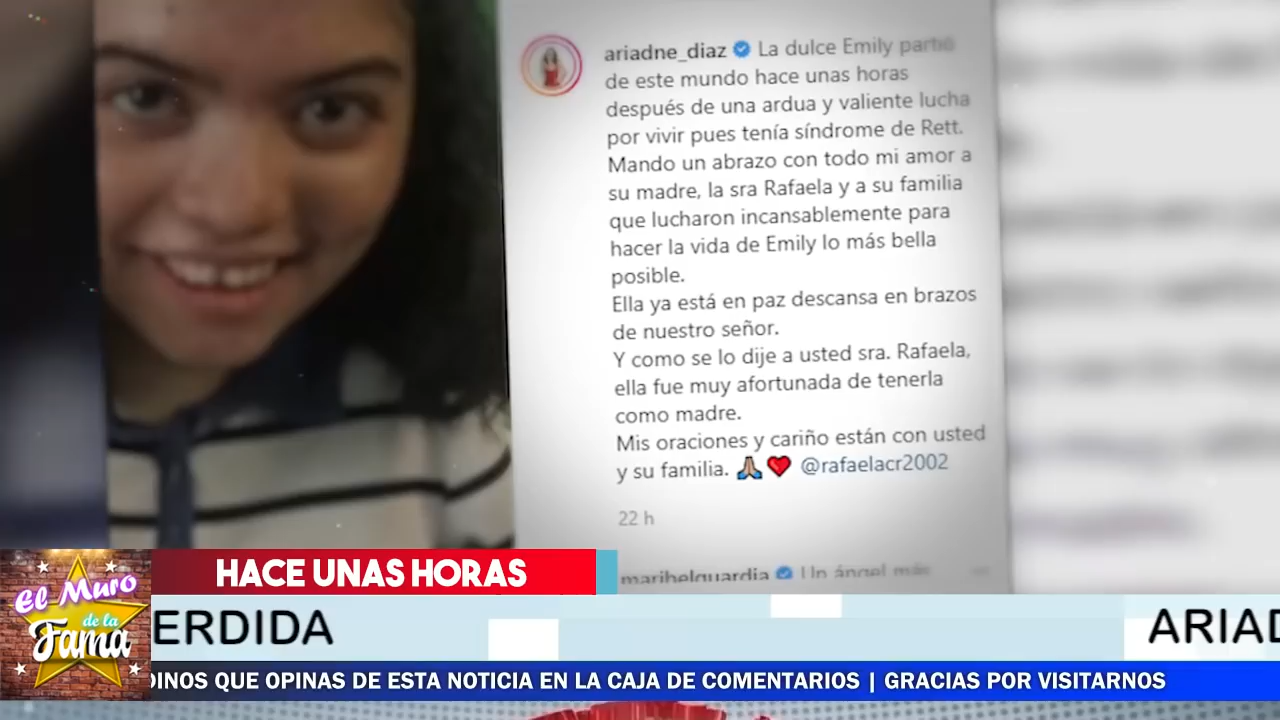 ariadne_diaz La dulce Emily partió
de este mundo hace unas horas
después de una ardua y valiente lucha
por vivir pues tenía síndrome de Rett.
Mando un abrazo con todo mi amor a
su madre, la sra Rafaela y a su familia
que lucharon incansablemente para
hacer la vida de Emily lo más bella
posible.
Ella ya está en paz descansa en brazos
de nuestro señor.
Y como se lo dije a usted sra. Rafaela,
ella fue muy afortunada de tenerla
como madre.
Mis oraciones y cariño están con usted
y su familia. 🙏🏼❤️ @rafaelacr2002
22 h
maribelguardia Un ángel más
HACE UNAS HORAS
El Muro
de la
Fama
ERDIDA
ARIAD
DINOS QUE OPINAS DE ESTA NOTICIA EN LA CAJA DE COMENTARIOS | GRACIAS POR VISITARNOS